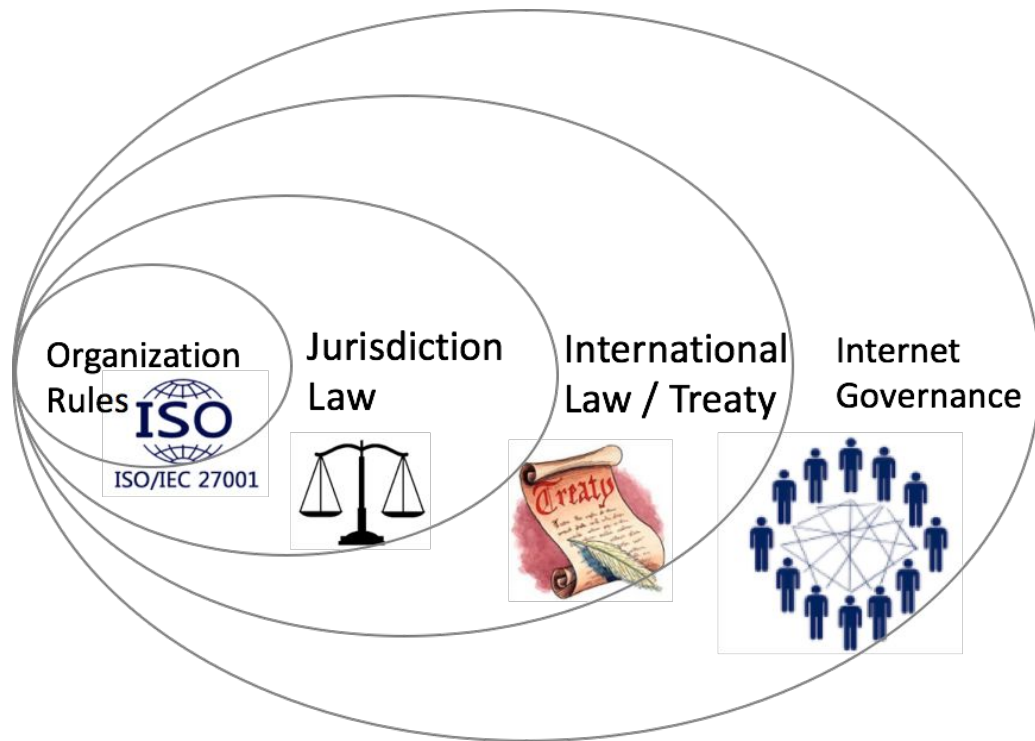 Organization
Rules
ISO
ISO/IEC 27001
Jurisdiction
Law
International
Law / Treaty
Treaty
Internet
Governance